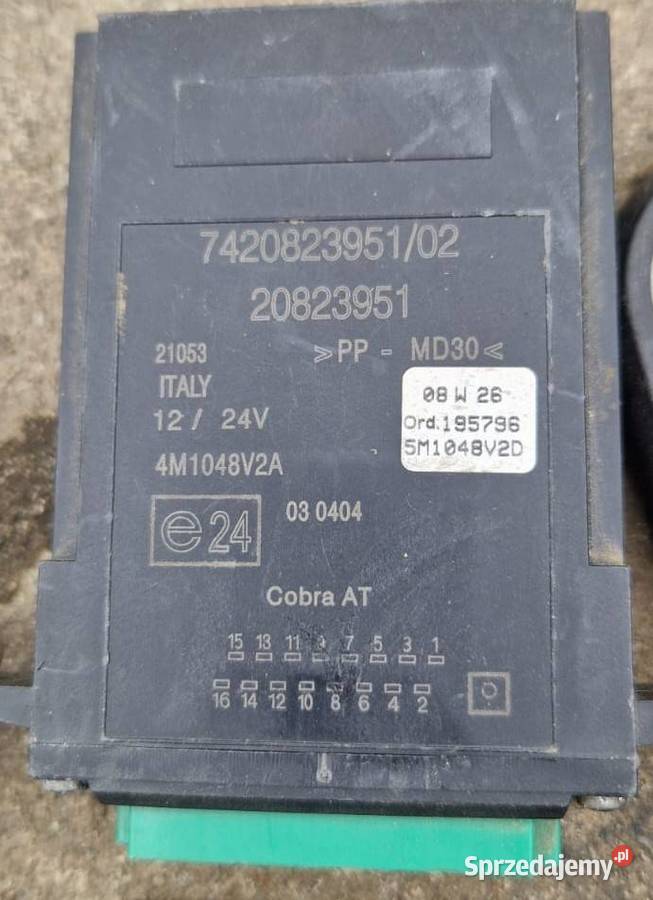 7420823951/02
20823951
21053 >PP - MD30<
ITALY
12 / 24V
4M1048V2A
08 W 26
Ord.195796
5M1048V2D
e24 03 0404
Cobra AT
15 13 11 9 7 5 3 1
16 14 12 10 8 6 4 2
Sprzedajemy.pl